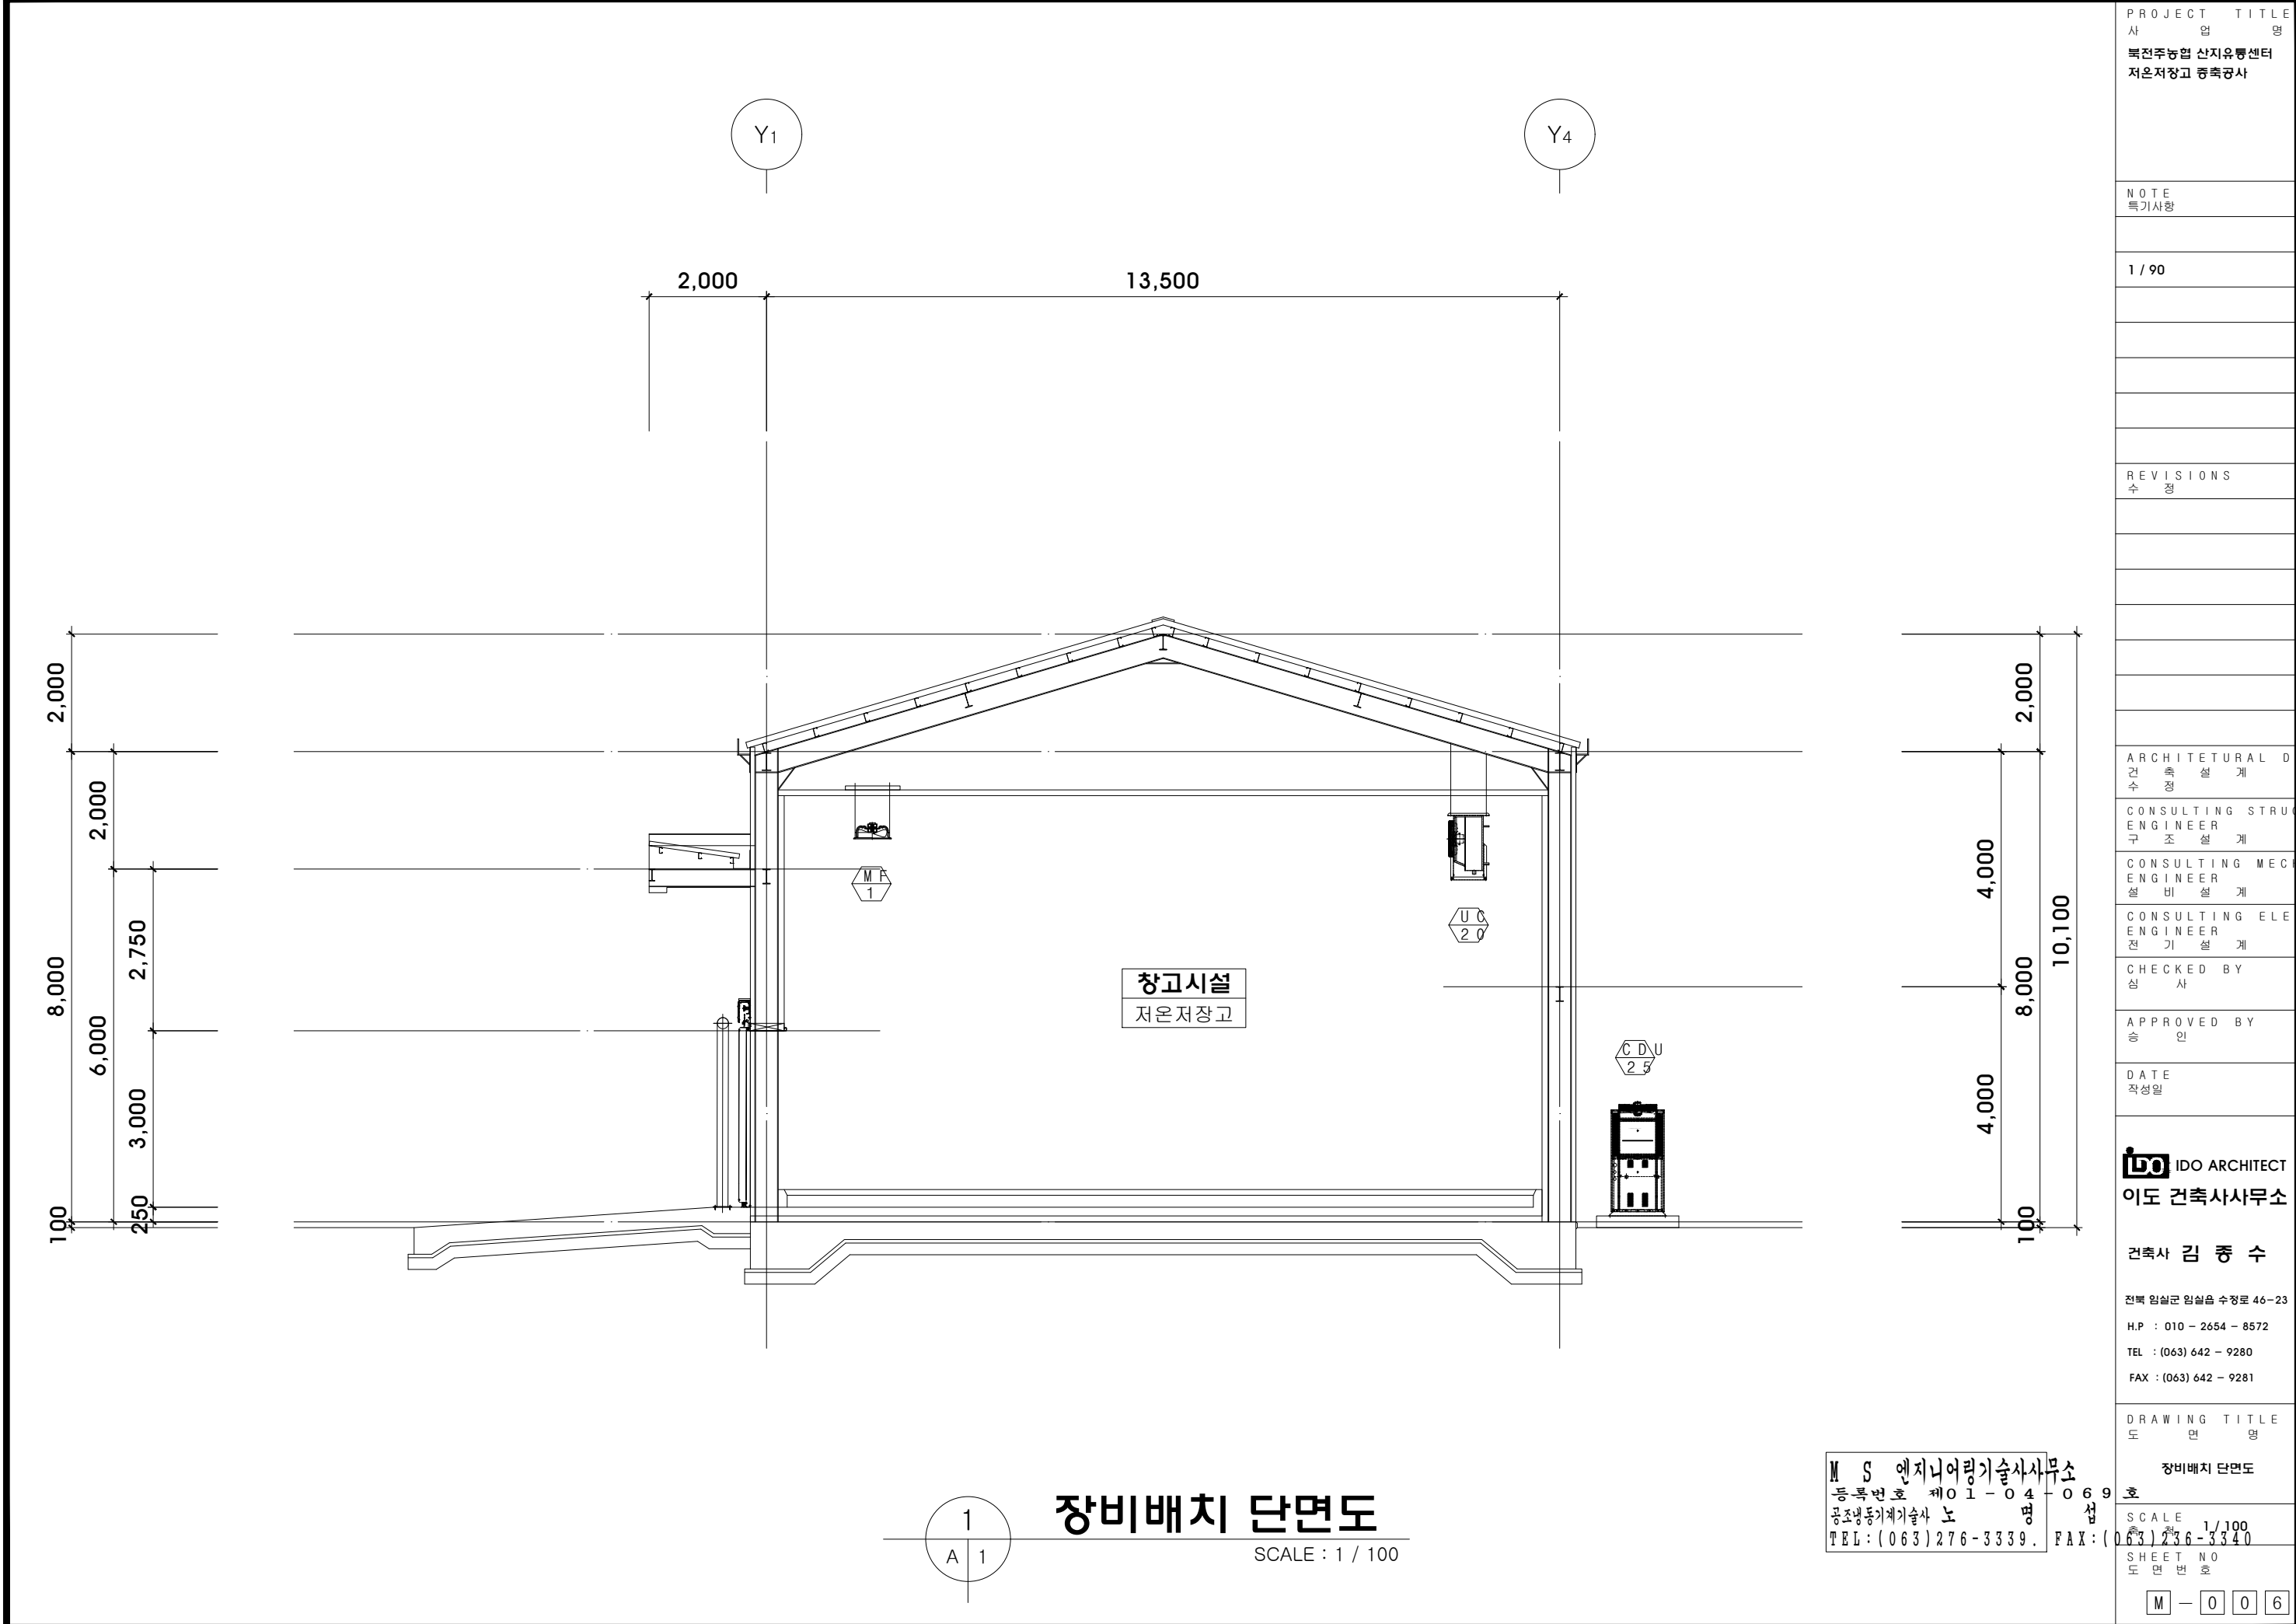 Y1
Y4
2,000
13,500
2,000
8,000
100
2,000
6,000
2,750
3,000
250
M F
1
U C
2 0
창고시설
저온저장고
C D U
2 5
4,000
4,000
2,000
8,000
100
10,100
1
A
1
장비배치 단면도
SCALE : 1 / 100
M S 엔지니어링기술사사무소
등록번호 제01-04-069 호
공조냉동기계기술사 노 명 섭
TEL:(063)276-3339. FAX:(063)236-3340
PROJECT TITLE
사 업 명
북전주농협 산지유통센터
저온저장고 증축공사
NOTE
특기사항
1 / 90
REVISIONS
수 정
ARCHITETURAL D
건 축 설 계
수 정
CONSULTING STRU
ENGINEER
구 조 설 계
CONSULTING MEC
ENGINEER
설 비 설 계
CONSULTING ELE
ENGINEER
전 기 설 계
CHECKED BY
심 사
APPROVED BY
승 인
DATE
작성일
IDO IDO ARCHITECT
이도 건축사사무소
건축사 김 종 수
전북 임실군 임실읍 수정로 46-23
H.P : 010 - 2654 - 8572
TEL : (063) 642 - 9280
FAX : (063) 642 - 9281
DRAWING TITLE
도 면 명
장비배치 단면도
SCALE
축 척 1 / 100
SHEET NO
도 면 번 호
M - 0 0 6